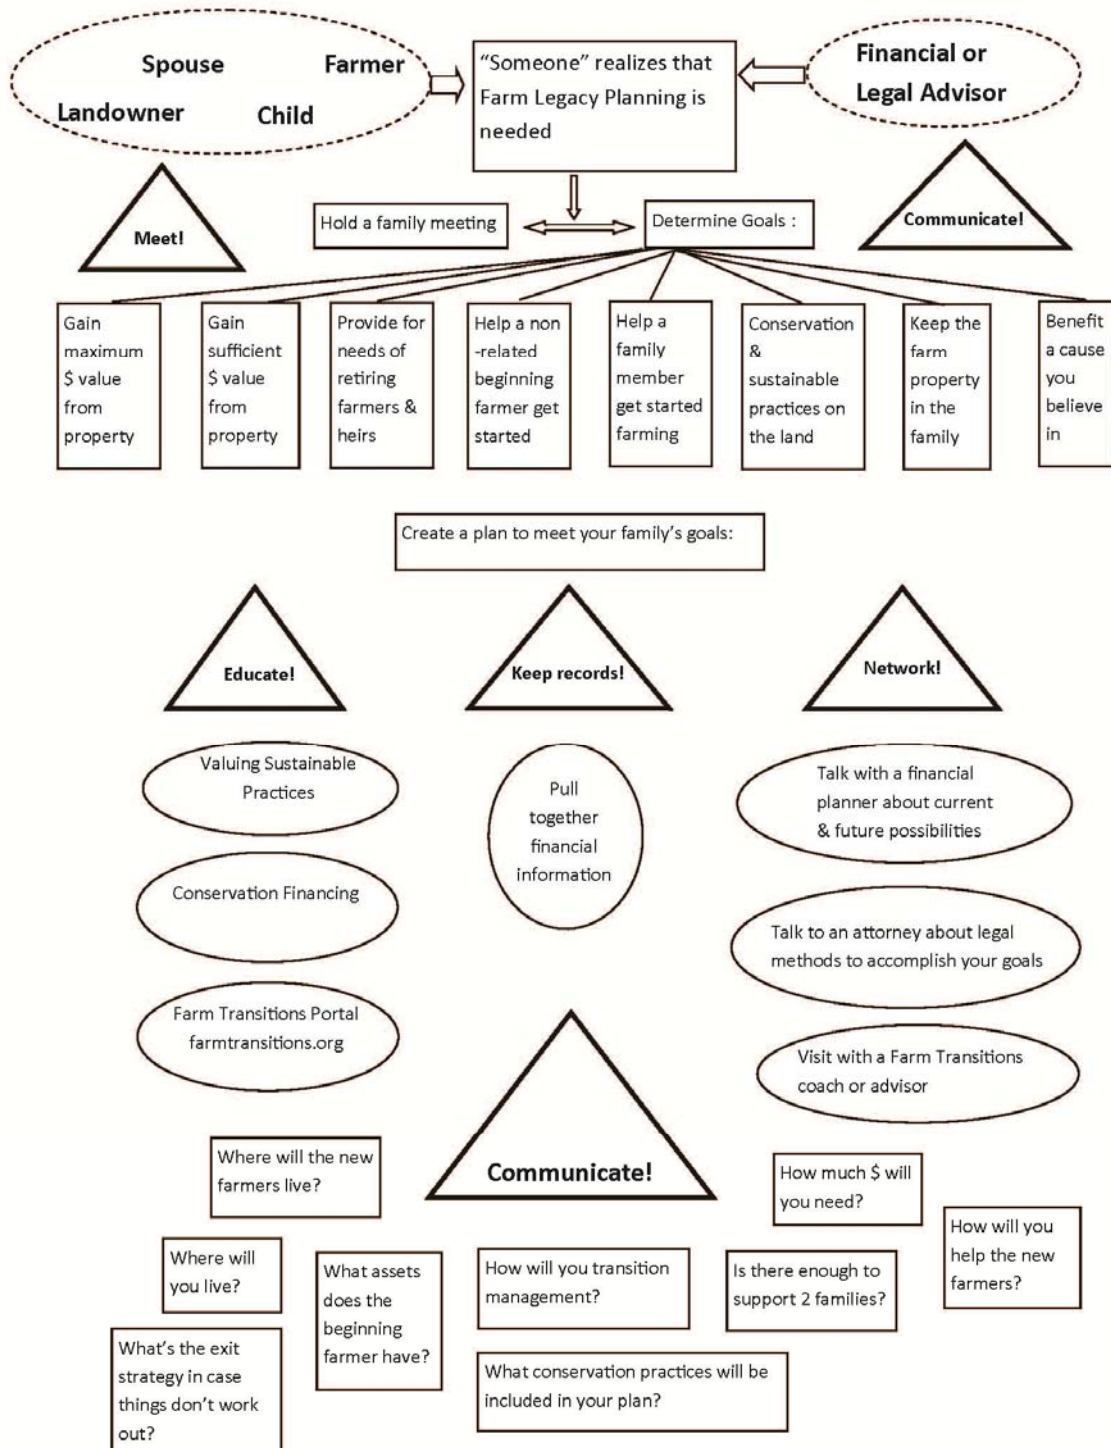 Spouse Farmer
Landowner Child
"Someone" realizes that
Farm Legacy Planning is
needed
Financial or
Legal Advisor
Meet!
Hold a family meeting
Determine Goals :
Communicate!
Gain
maximum
$ value
from
property
Gain
sufficient
$ value
from
property
Provide for
needs of
retiring
farmers &
heirs
Help a non
-related
beginning
farmer get
started
Help a
family
member
get started
farming
Conservation
&
sustainable
practices on
the land
Keep the
farm
property
in the
family
Benefit
a cause
you
believe
in
Create a plan to meet your family's goals:
Educate!
Keep records!
Network!
Valuing Sustainable
Practices
Conservation Financing
Farm Transitions Portal
farmtransitions.org
Pull
together
financial
information
Talk with a financial
planner about current
& future possibilities
Talk to an attorney about legal
methods to accomplish your goals
Visit with a Farm Transitions
coach or advisor
Communicate!
Where will the new
farmers live?
How much $ will
you need?
How will you
help the new
farmers?
Where will
you live?
What assets
does the
beginning
farmer have?
How will you transition
management?
Is there enough to
support 2 families?
What's the exit
strategy in case
things don't work
out?
What conservation practices will be
included in your plan?